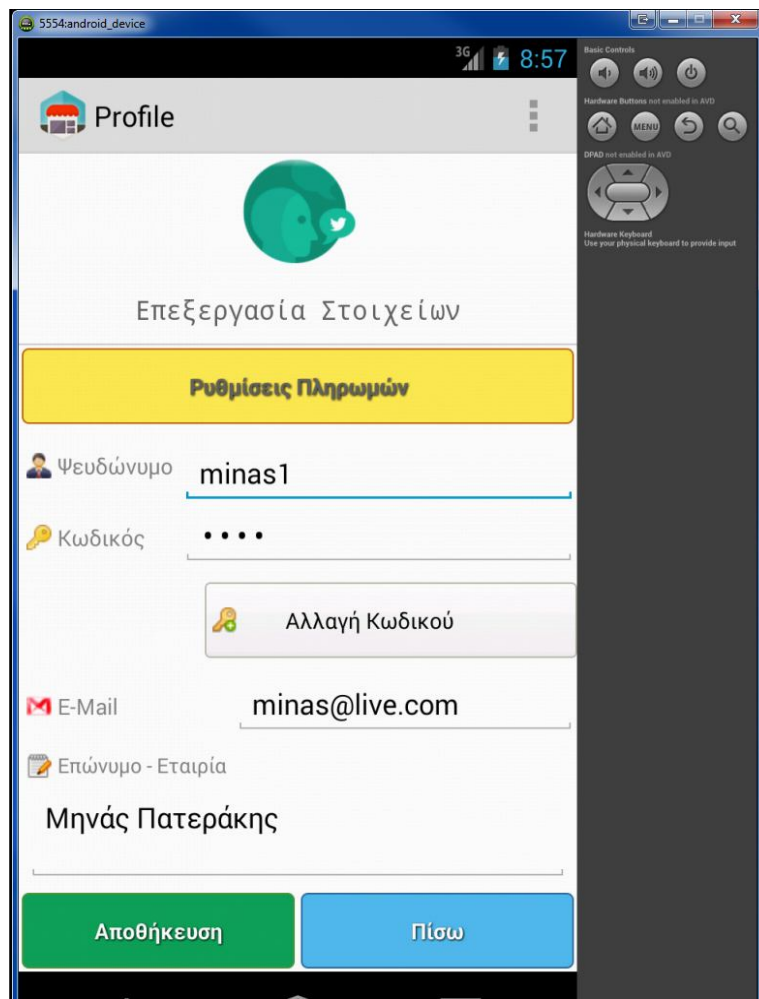 5554:android_device
3G 8:57
Profile
Επεξεργασία Στοιχείων
Ρυθμίσεις Πληρωμών
Ψευδώνυμο minas1
Κωδικός ••••
Αλλαγή Κωδικού
E-Mail minas@live.com
Επώνυμο - Εταιρία
Μηνάς Πατεράκης
Αποθήκευση Πίσω
Basic Controls
Hardware Buttons not enabled in AVD
MENU
DPAD not enabled in AVD
Hardware Keyboard
Use your physical keyboard to provide input